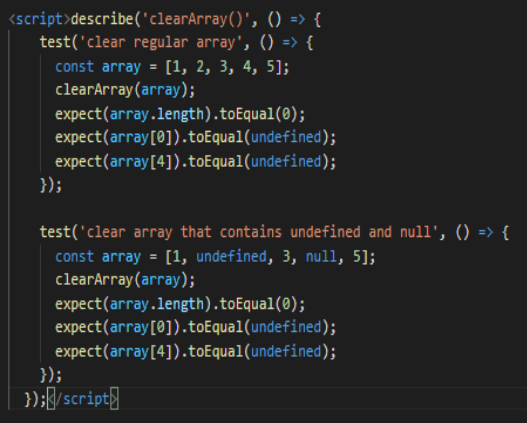 <script>describe('clearArray()', () => {
test('clear regular array', () => {
const array = [1, 2, 3, 4, 5];
clearArray(array);
expect(array.length).toEqual(0);
expect(array[0]).toEqual(undefined);
expect(array[4]).toEqual(undefined);
});
test('clear array that contains undefined and null', () => {
const array = [1, undefined, 3, null, 5];
clearArray(array);
expect(array.length).toEqual(0);
expect(array[0]).toEqual(undefined);
expect(array[4]).toEqual(undefined);
});
});</script>